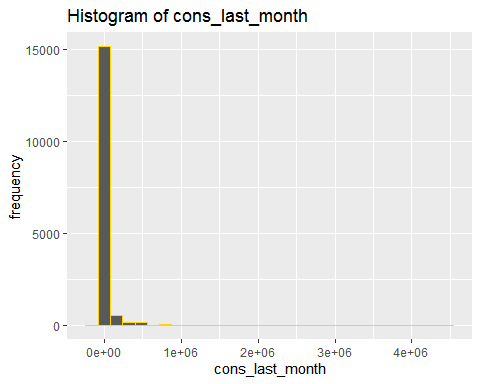 Histogram of cons_last_month
15000
10000
frequency
5000
0
0e+00 1e+06 2e+06 3e+06 4e+06
cons_last_month